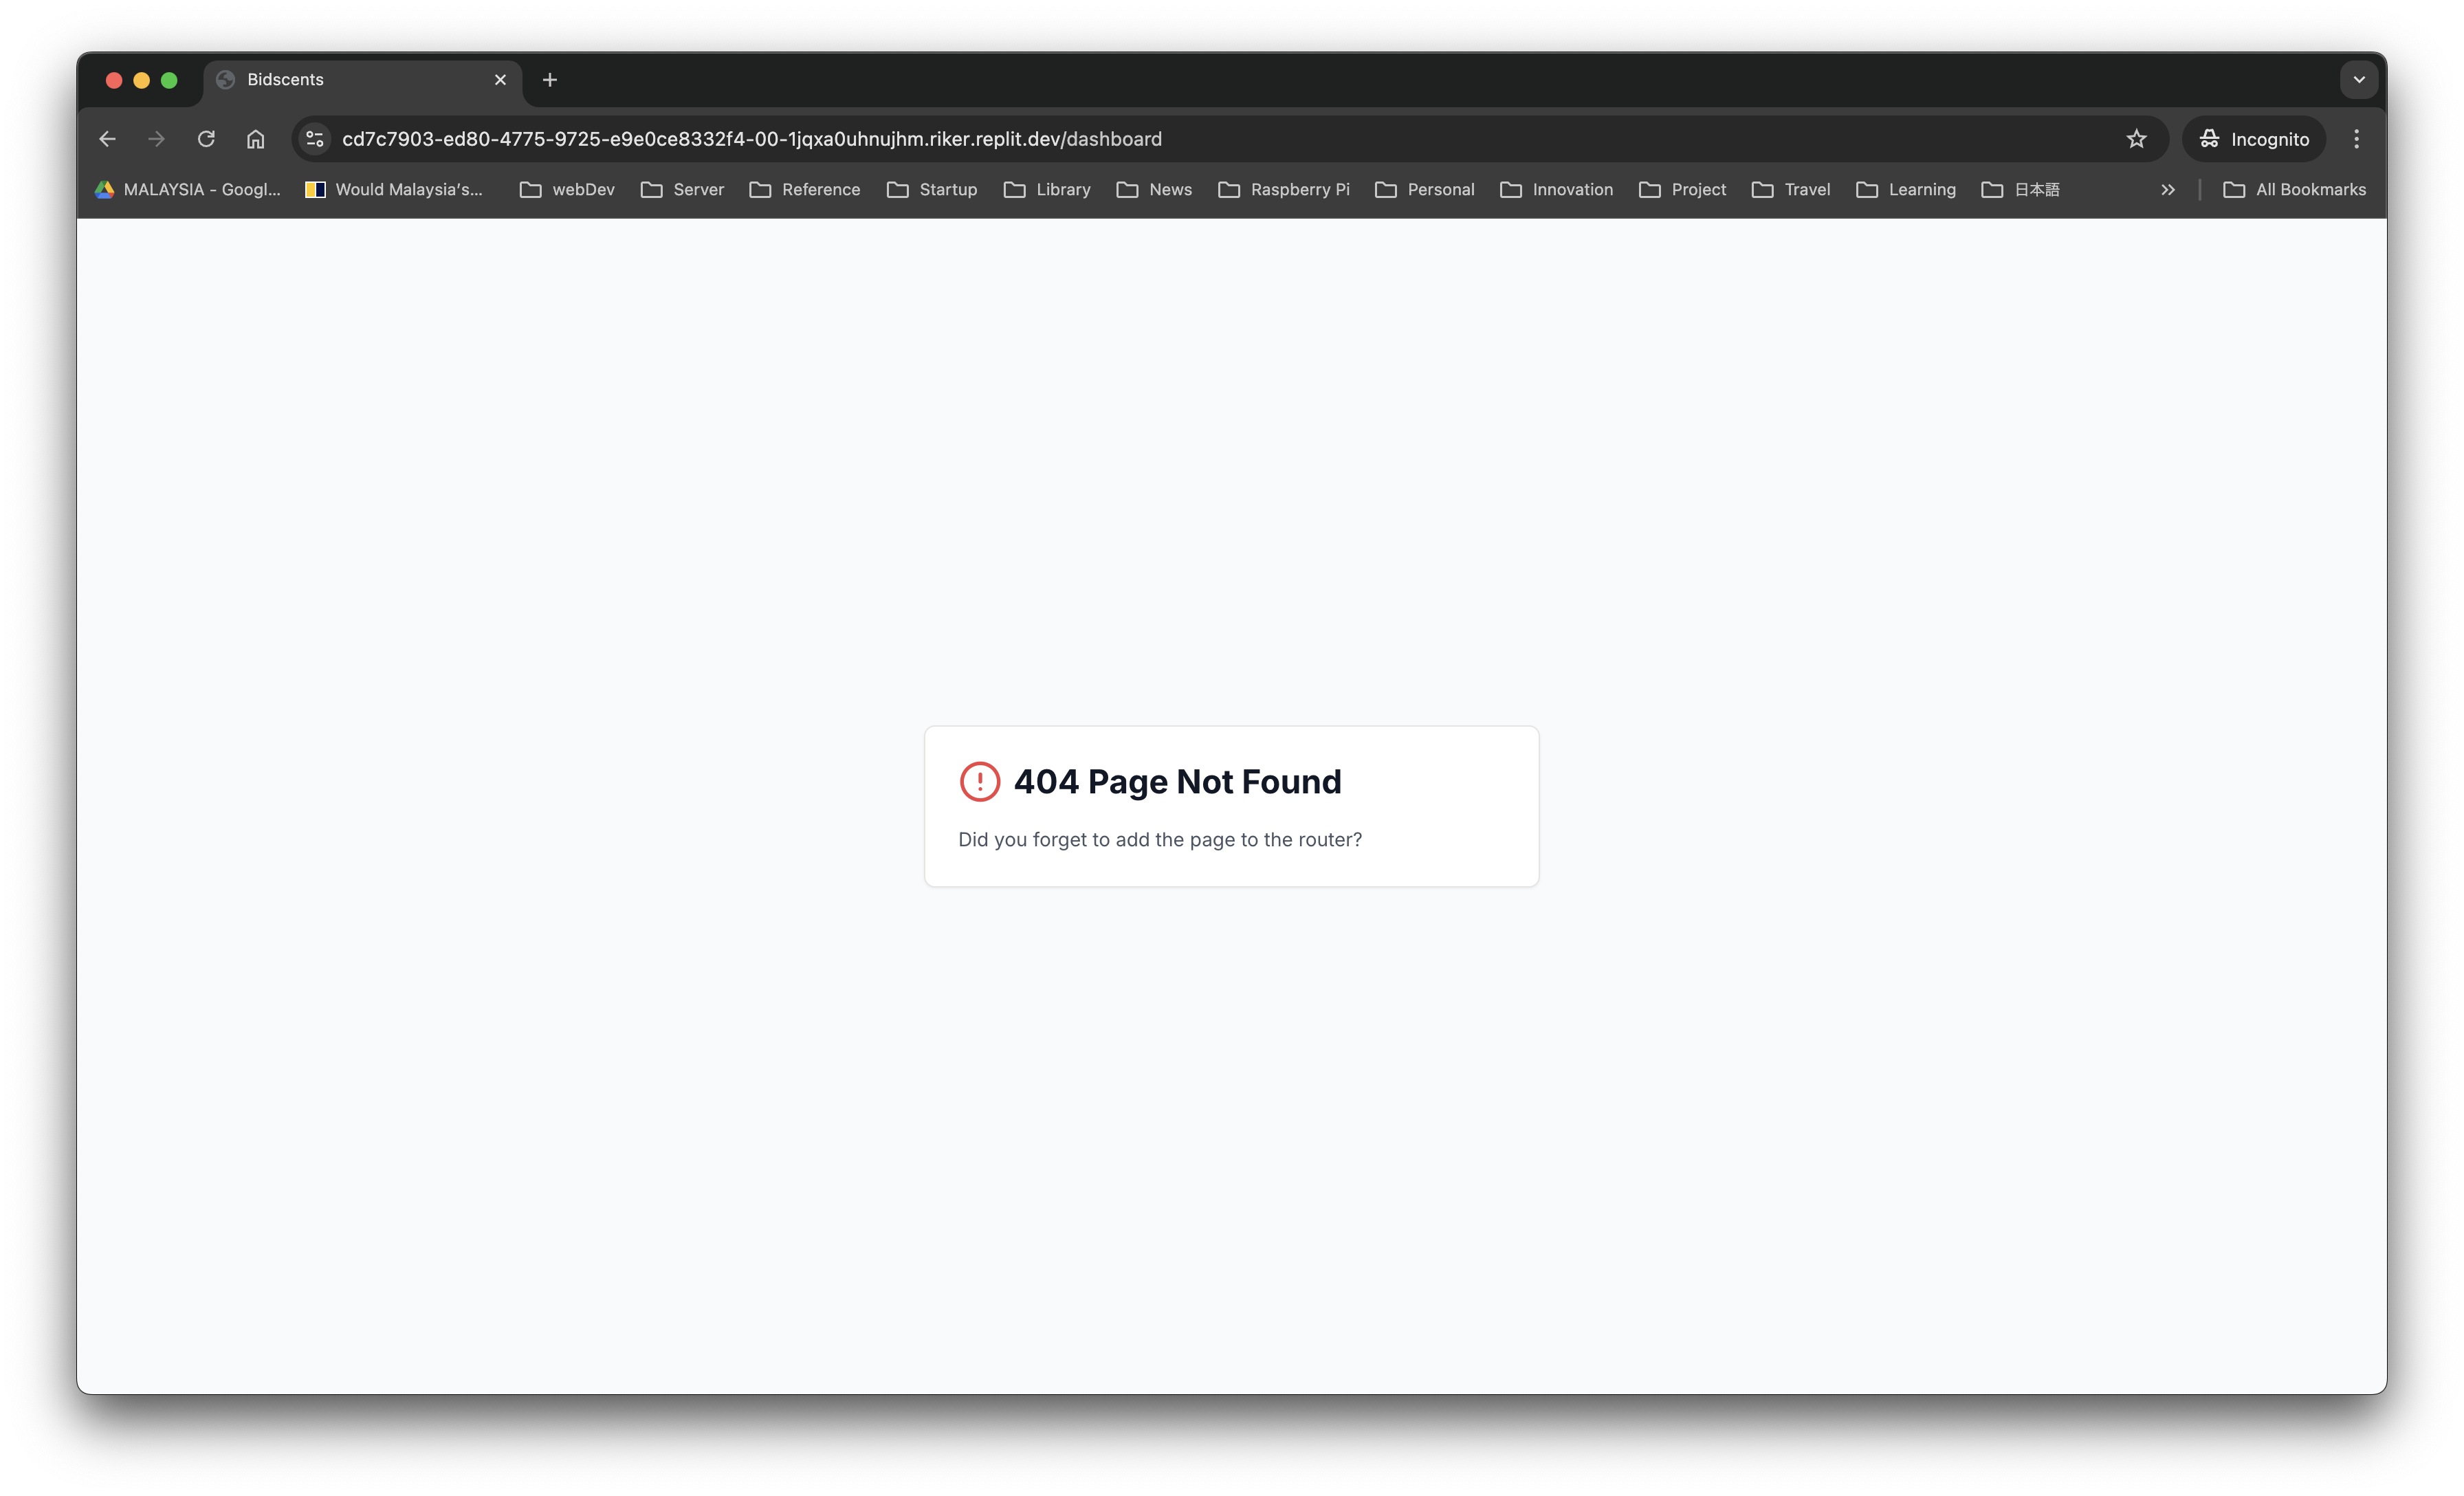 Bidscents
cd7c7903-ed80-4775-9725-e9e0ce8332f4-00-1jqxa0uhnujhm.riker.replit.dev/dashboard
Incognito
MALAYSIA - Googl... Would Malaysia's... webDev Server Reference Startup Library News Raspberry Pi Personal Innovation Project Travel Learning 日本語 All Bookmarks
404 Page Not Found
Did you forget to add the page to the router?